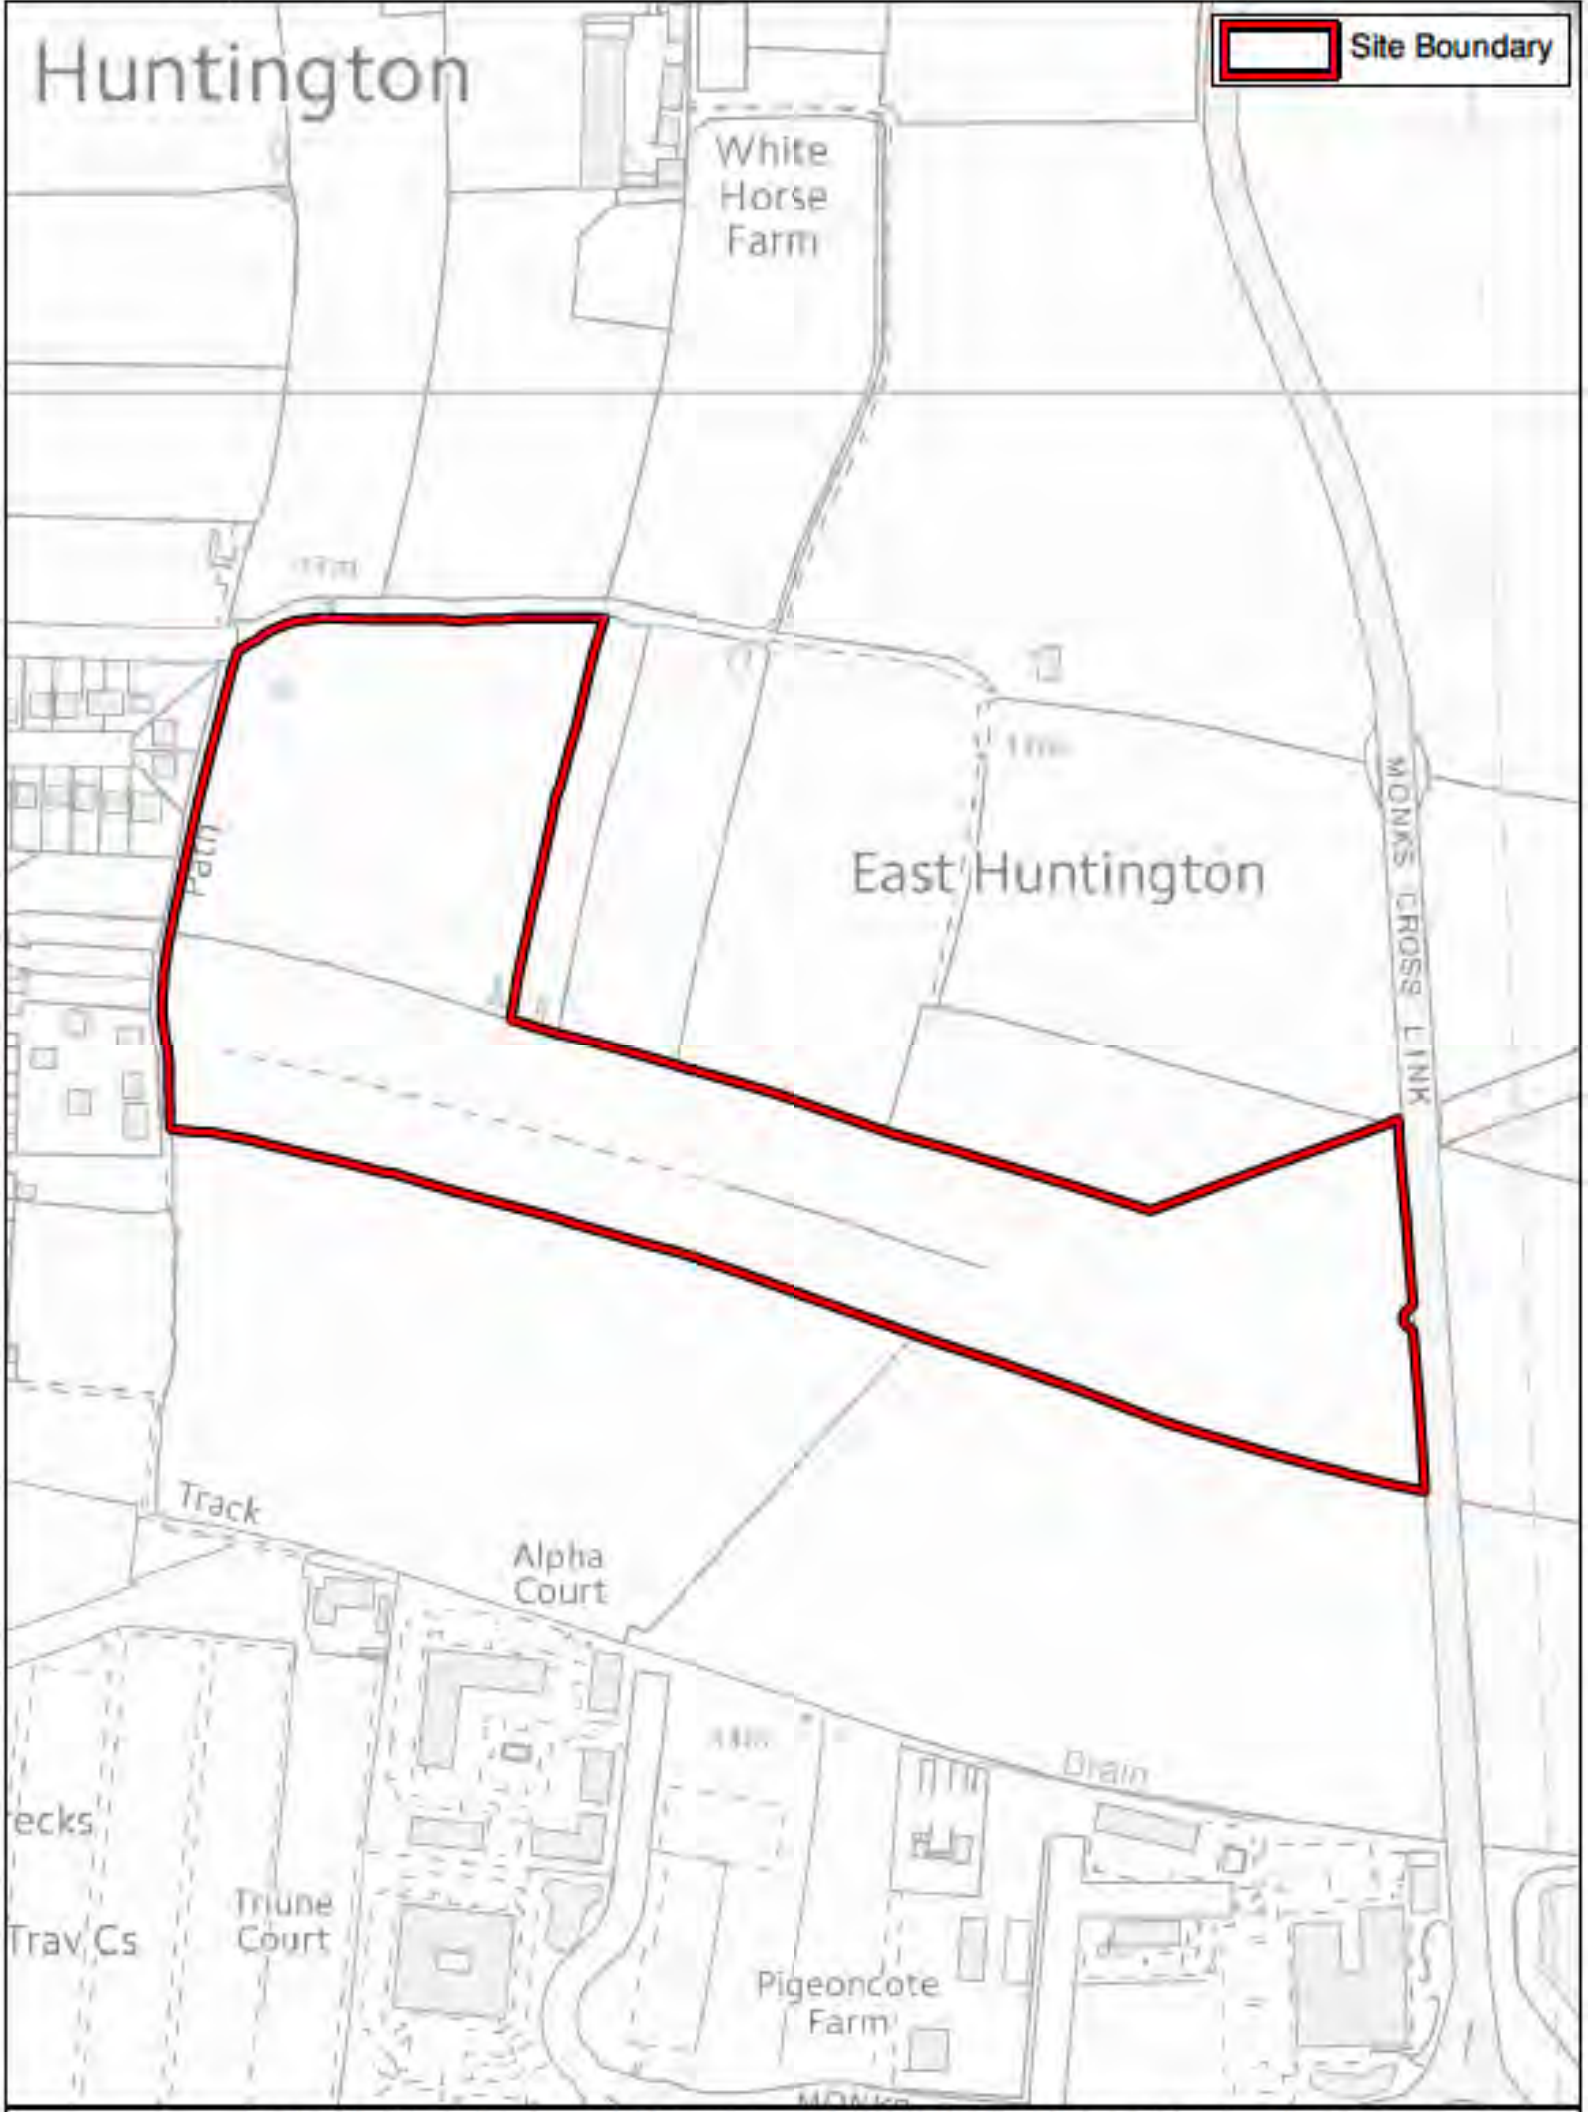 Huntington
Site Boundary
White
Horse
Farm
Path
East Huntington
MONKS CROSS LINK
Track
Alpha
Court
Drain
ecks
Triune
Court
Trav Cs
Pigeoncote
Farm